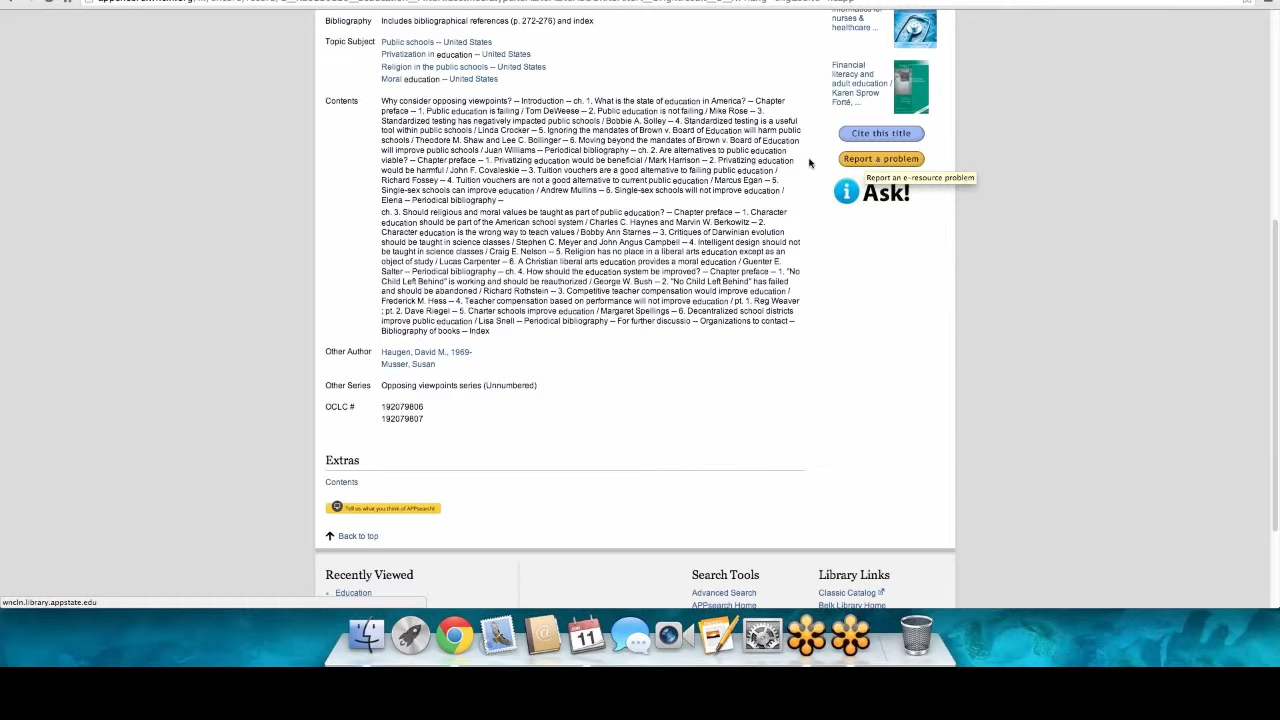 Bibliography Includes bibliographical references (p. 272-276) and index
Topic Subject Public schools -- United States
Privatization in education -- United States
Religion in the public schools -- United States
Moral education -- United States
Contents Why consider opposing viewpoints? -- Introduction -- ch. 1. What is the state of education in America? -- Chapter
preface -- 1. Public education is failing / Tom DeWeese -- 2. Public education is not failing / Mike Rose -- 3.
Standardized testing has negatively impacted public schools / Bobbie A. Solley -- 4. Standardized testing is a useful
tool within public schools / Linda Crocker -- 5. Ignoring the mandates of Brown v. Board of Education will harm public
schools / Theodore M. Shaw and Lee C. Bollinger -- 6. Moving beyond the mandates of Brown v. Board of Education
will improve public schools / Juan Williams -- Periodical bibliography -- ch. 2. Are alternatives to public education
viable? -- Chapter preface -- 1. Privatizing education would be beneficial / Mark Harrison -- 2. Privatizing education
would be harmful / John F. Covaleskie -- 3. Tuition vouchers are a good alternative to failing public education /
Richard Fossey -- 4. Tuition vouchers are not a good alternative to current public education / Marcus Egan -- 5.
Single-sex schools can improve education / Andrew Mullins -- 6. Single-sex schools will not improve education /
Elena -- Periodical bibliography --
ch. 3. Should religious and moral values be taught as part of public education? -- Chapter preface -- 1. Character
education should be part of the American school system / Charles C. Haynes and Marvin W. Berkowitz -- 2.
Character education is the wrong way to teach values / Bobby Ann Starnes -- 3. Critiques of Darwinian evolution
should be taught in science classes / Stephen C. Meyer and John Angus Campbell -- 4. Intelligent design should not
be taught in science classes / Craig E. Nelson -- 5. Religion has no place in a liberal arts education except as an
object of study / Lucas Carpenter -- 6. A Christian liberal arts education provides a moral education / Guenter E.
Salter -- Periodical bibliography -- ch. 4. How should the education system be improved? -- Chapter preface -- 1. "No
Child Left Behind" is working and should be reauthorized / George W. Bush -- 2. "No Child Left Behind" has failed
and should be abandoned / Richard Rothstein -- 3. Competitive teacher compensation would improve education /
Frederick M. Hess -- 4. Teacher compensation based on performance will not improve education / pt. 1. Reg Weaver
; pt. 2. Dave Riegel -- 5. Charter schools improve education / Margaret Spellings -- 6. Decentralized school districts
improve public education / Lisa Snell -- Periodical bibliography -- For further discussio -- Organizations to contact --
Bibliography of books -- Index
Other Author Haugen, David M., 1969-
Musser, Susan
Other Series Opposing viewpoints series (Unnumbered)
OCLC # 192079806
192079807
Extras
Contents
Tell us what you think of APPsearch!
Back to top
nurses &
healthcare ...
Financial
literacy and
adult education /
Karen Sprow
Forté, ...
Cite this title
Report a problem
Report an e-resource problem
i Ask!
Recently Viewed
Education
Search Tools
Advanced Search
APPsearch Home
Library Links
Classic Catalog
Belk Library Home
wncln.library.appstate.edu
11